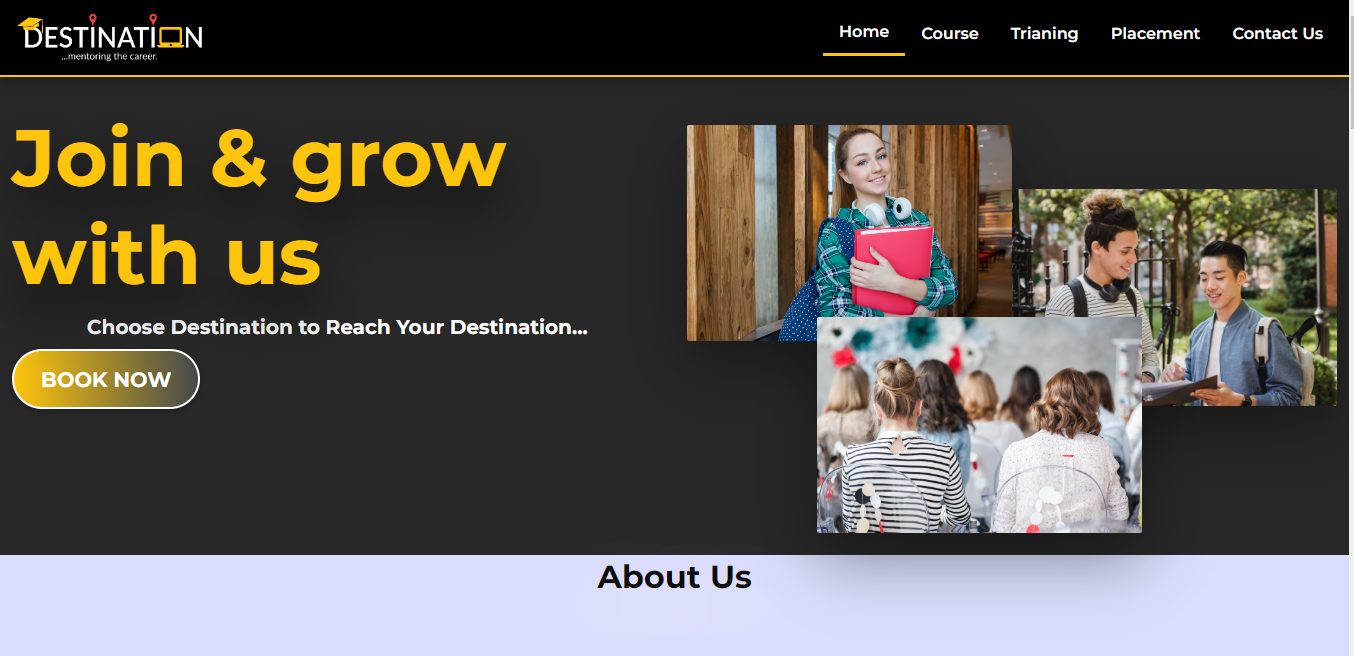 DESTINATION
...mentoring the career.
Home Course Trianing Placement Contact Us
Join & grow
with us
Choose Destination to Reach Your Destination...
BOOK NOW
About Us